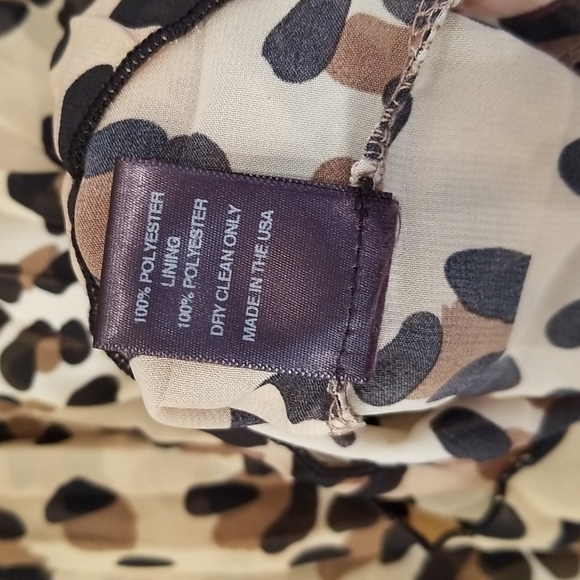 100% POLYESTER
LINING
100% POLYESTER
DRY CLEAN ONLY
MADE IN THE USA